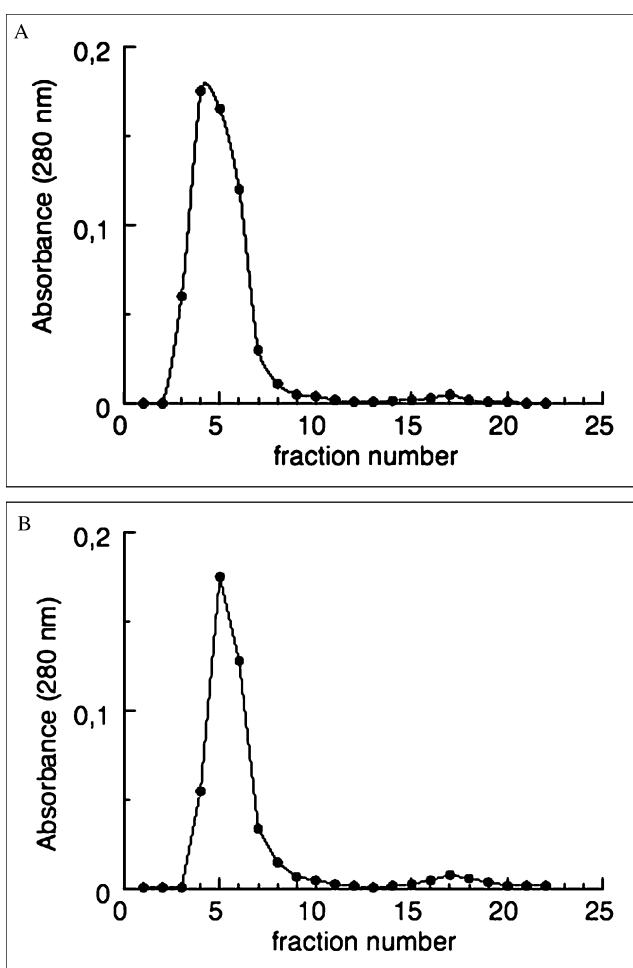 A
0,2
0,1
0
Absorbance (280 nm)
0 5 10 15 20 25
fraction number
B
0,2
0,1
0
Absorbance (280 nm)
0 5 10 15 20 25
fraction number